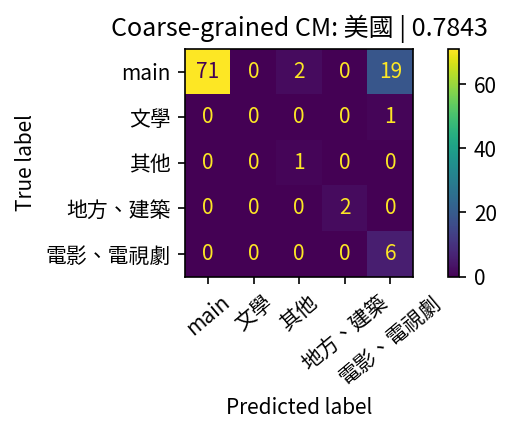 Coarse-grained CM: 美國 | 0.7843
True label
main 71 0 2 0 19
文學 0 0 0 0 1
其他 0 0 1 0 0
地方、建築 0 0 0 2 0
電影、電視劇 0 0 0 0 6
main 文學 其他 地方、建築 電影、電視劇
Predicted label
60
40
20
0